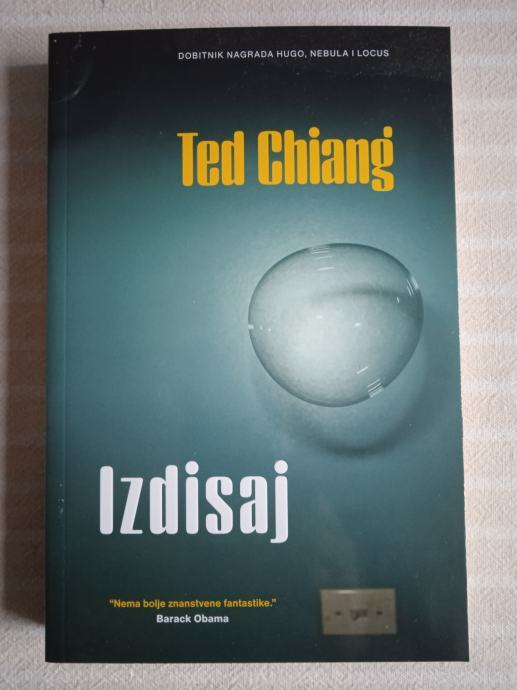 DOBITNIK NAGRADA HUGO, NEBULA I LOCUS
Ted Chiang
Izdisaj
“Nema bolje znanstvene fantastike.”
Barack Obama